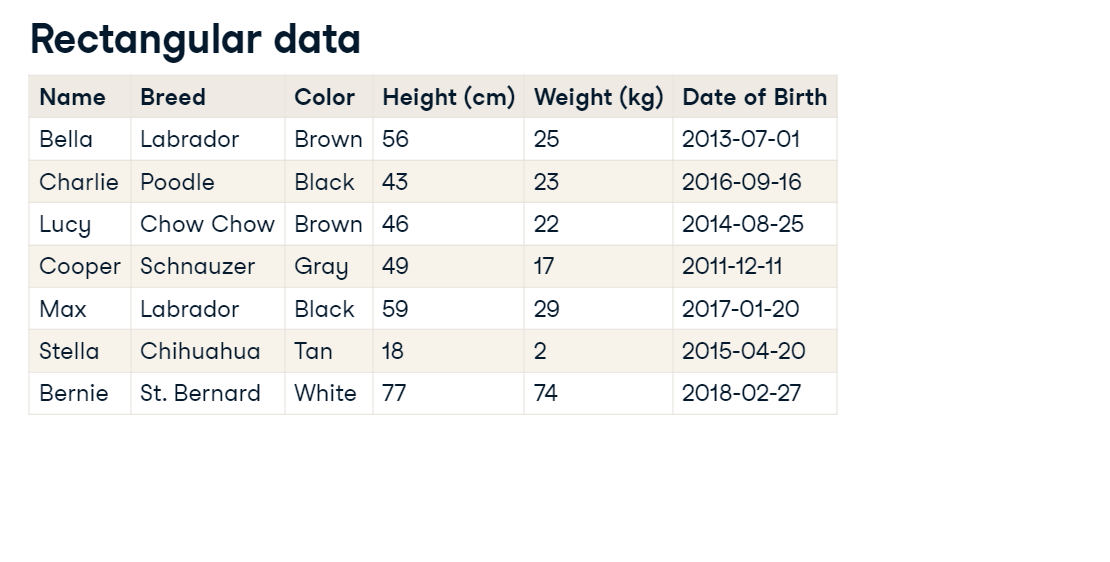 Rectangular data
Name Breed Color Height (cm) Weight (kg) Date of Birth
Bella Labrador Brown 56 25 2013-07-01
Charlie Poodle Black 43 23 2016-09-16
Lucy Chow Chow Brown 46 22 2014-08-25
Cooper Schnauzer Gray 49 17 2011-12-11
Max Labrador Black 59 29 2017-01-20
Stella Chihuahua Tan 18 2 2015-04-20
Bernie St. Bernard White 77 74 2018-02-27